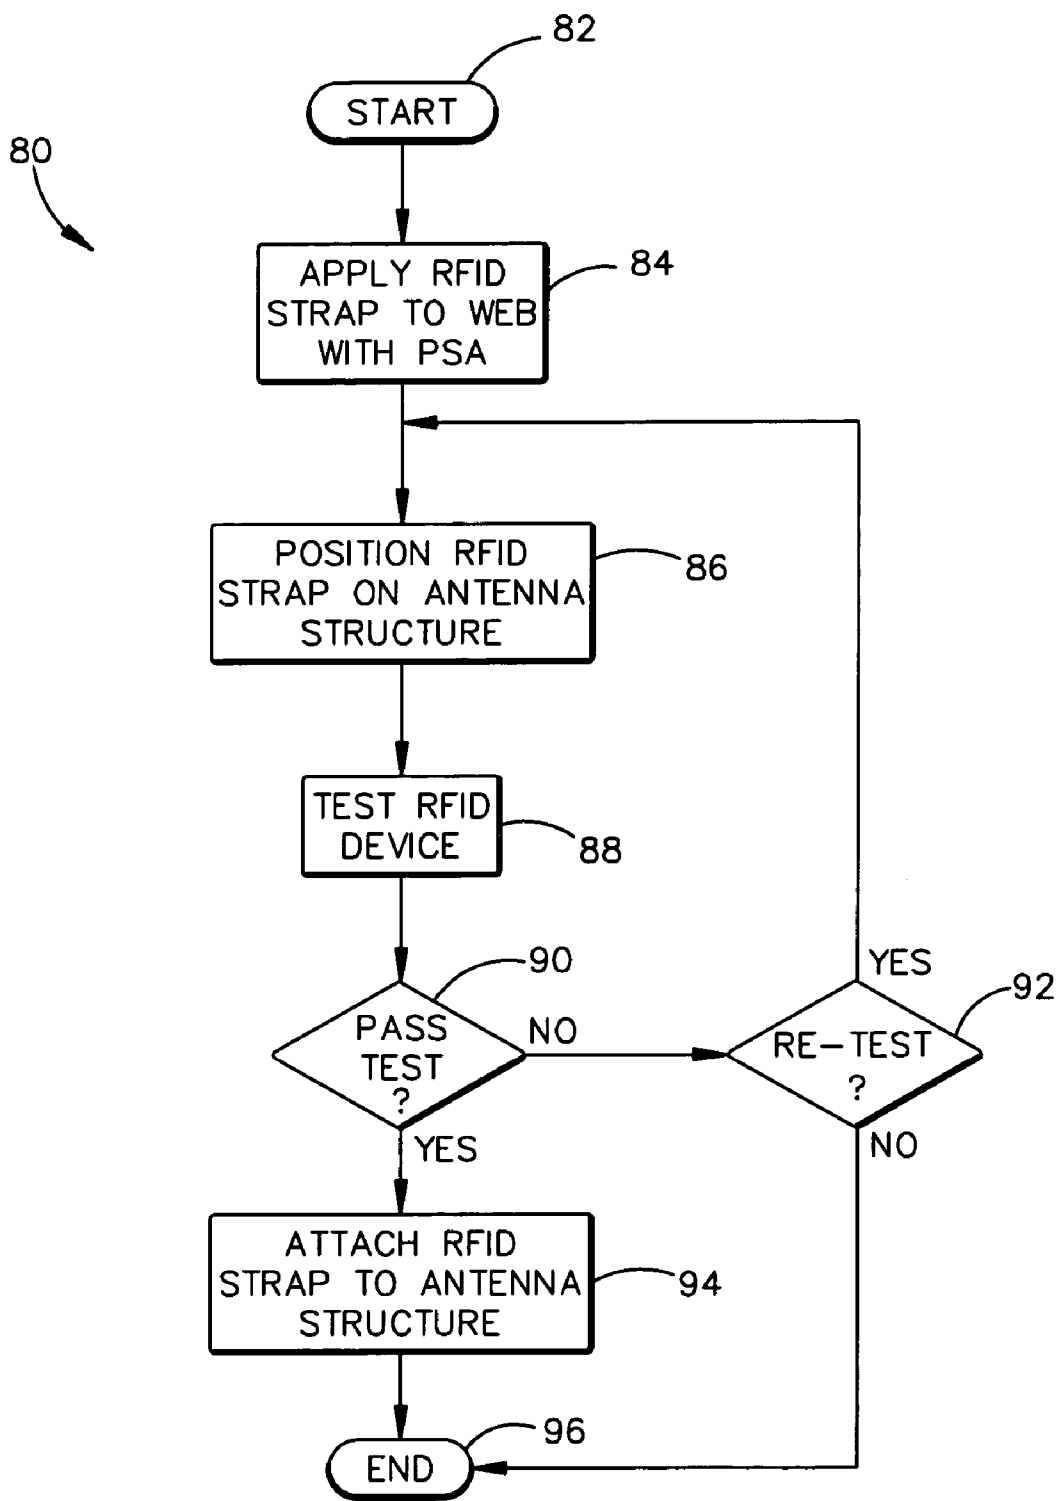 82
START
80
84
APPLY RFID
STRAP TO WEB
WITH PSA
86
POSITION RFID
STRAP ON ANTENNA
STRUCTURE
88
TEST RFID
DEVICE
90
PASS
TEST
?
NO
YES
92
RE-TEST
?
YES
NO
94
ATTACH RFID
STRAP TO ANTENNA
STRUCTURE
96
END